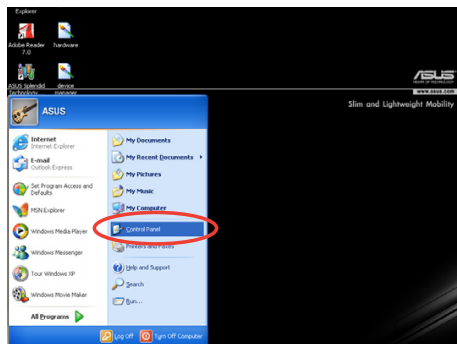 Explorer
Adobe Reader
7.0
hardware
ASUS Splendid
Technology
device
manager
ASUS
www.asus.com
Slim and Lightweight Mobility
ASUS
Internet
Internet Explorer
E-mail
Outlook Express
Set Program Access and
Defaults
MSN Explorer
Windows Media Player
Windows Messenger
Tour Windows XP
Windows Movie Maker
All Programs
My Documents
My Recent Documents
My Pictures
My Music
My Computer
Control Panel
Printers and Faxes
Help and Support
Search
Run...
Log Off
Turn Off Computer